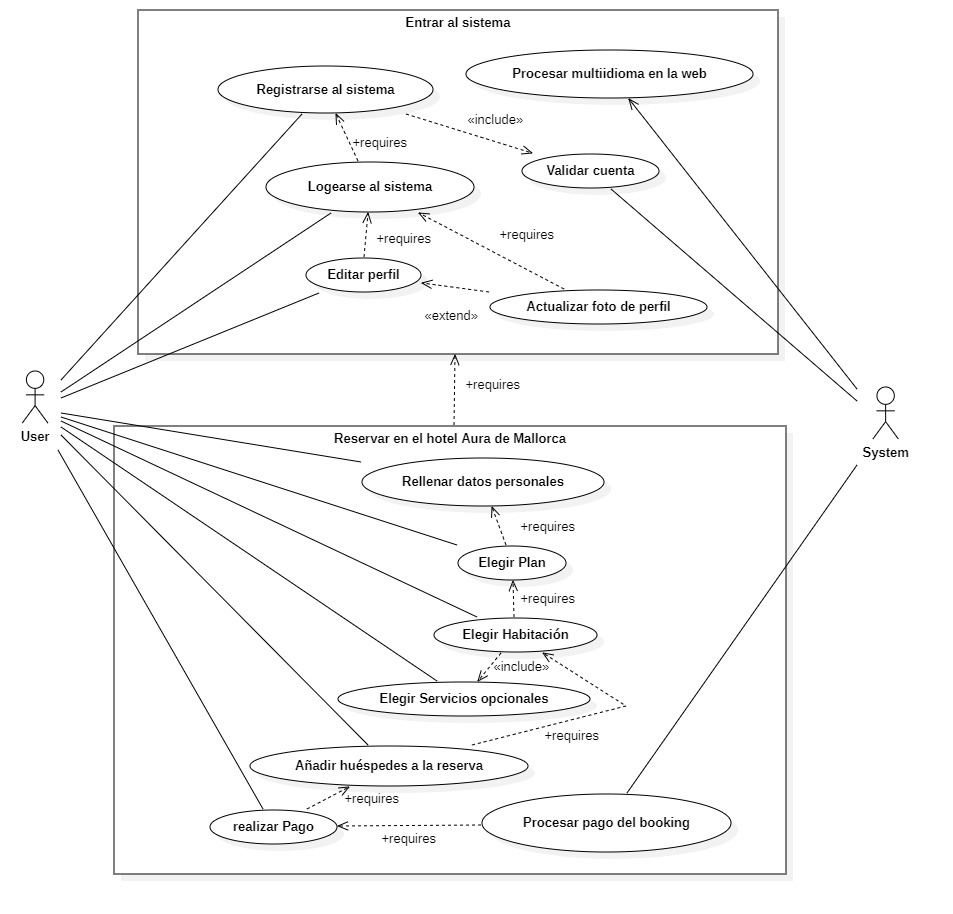 Entrar al sistema
Procesar multiidioma en la web
Registrarse al sistema
«include»
+requires
Validar cuenta
Logearse al sistema
+requires
+requires
Editar perfil
Actualizar foto de perfil
«extend»
+requires
User
System
Reservar en el hotel Aura de Mallorca
Rellenar datos personales
+requires
Elegir Plan
+requires
Elegir Habitación
«include»
Elegir Servicios opcionales
+requires
Añadir huéspedes a la reserva
+requires
realizar Pago
Procesar pago del booking
+requires